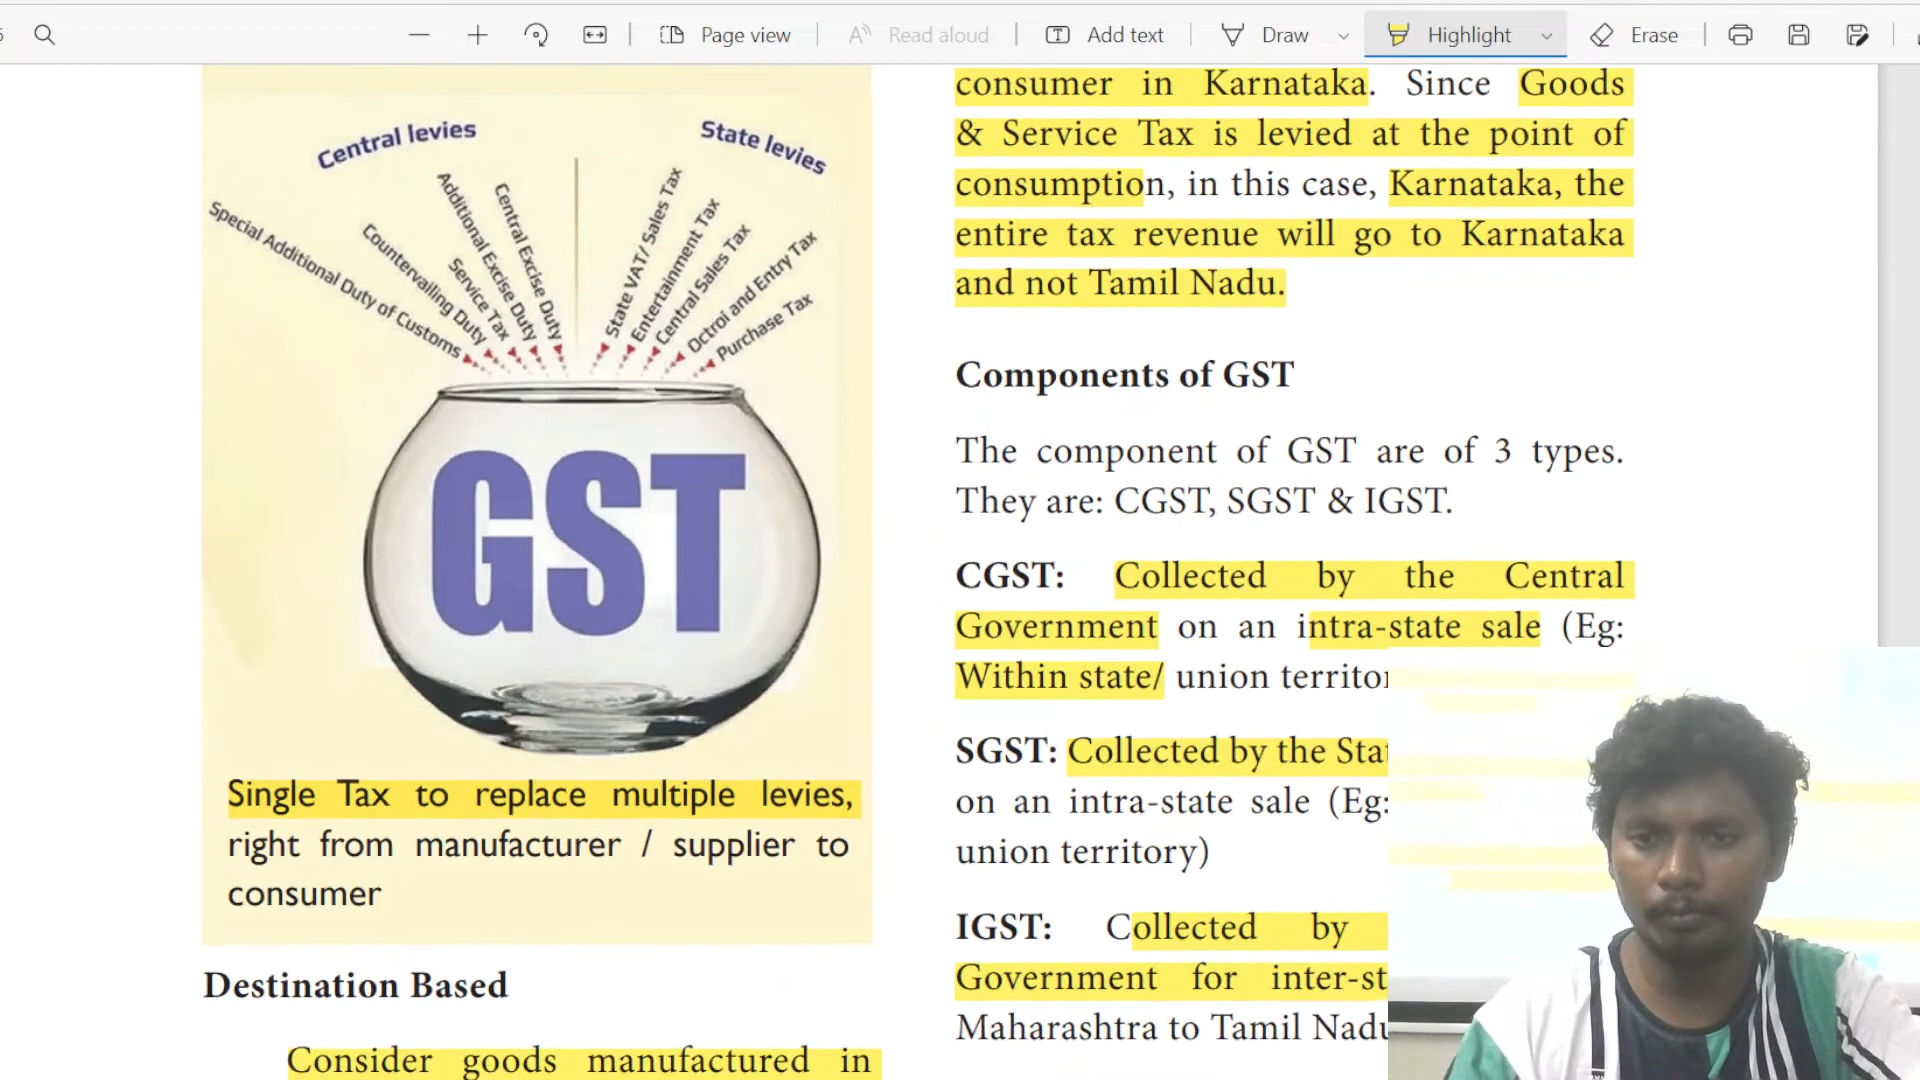 Page view
Read aloud
Add text
Draw
Highlight
Erase
Central levies
State levies
Special Additional Duty of Customs
Countervailing Duty
Service Tax
Additional Excise Duty
Central Excise Duty
State VAT/ Sales Tax
Entertainment Tax
Central Sales Tax
Octroi and Entry Tax
Purchase Tax
GST
Single Tax to replace multiple levies,
right from manufacturer / supplier to
consumer
Destination Based
Consider goods manufactured in
consumer in Karnataka. Since Goods
& Service Tax is levied at the point of
consumption, in this case, Karnataka, the
entire tax revenue will go to Karnataka
and not Tamil Nadu.
Components of GST
The component of GST are of 3 types.
They are: CGST, SGST & IGST.
CGST: Collected by the Central
Government on an intra-state sale (Eg:
Within state/ union
SGST: Collected by the
on an intra-state sale (Eg:
union territory)
IGST: Collected by
Government for
Maharashtra to Tamil